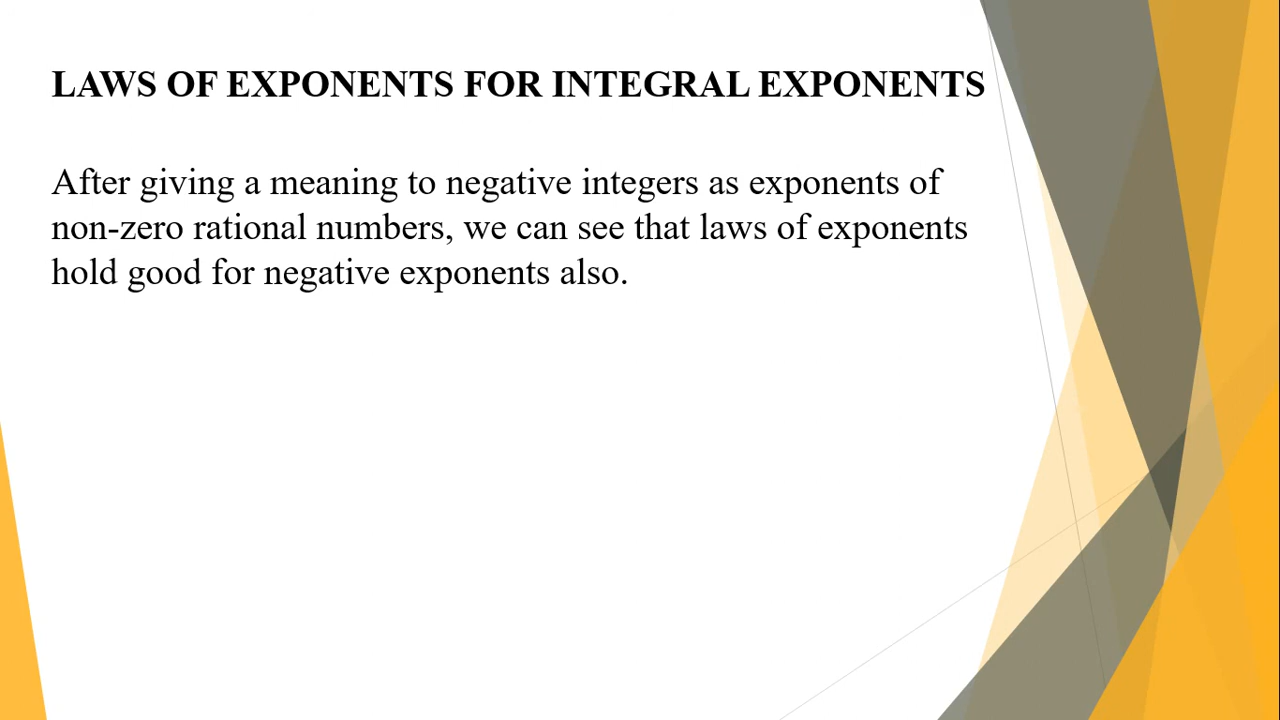 LAWS OF EXPONENTS FOR INTEGRAL EXPONENTS
After giving a meaning to negative integers as exponents of
non-zero rational numbers, we can see that laws of exponents
hold good for negative exponents also.